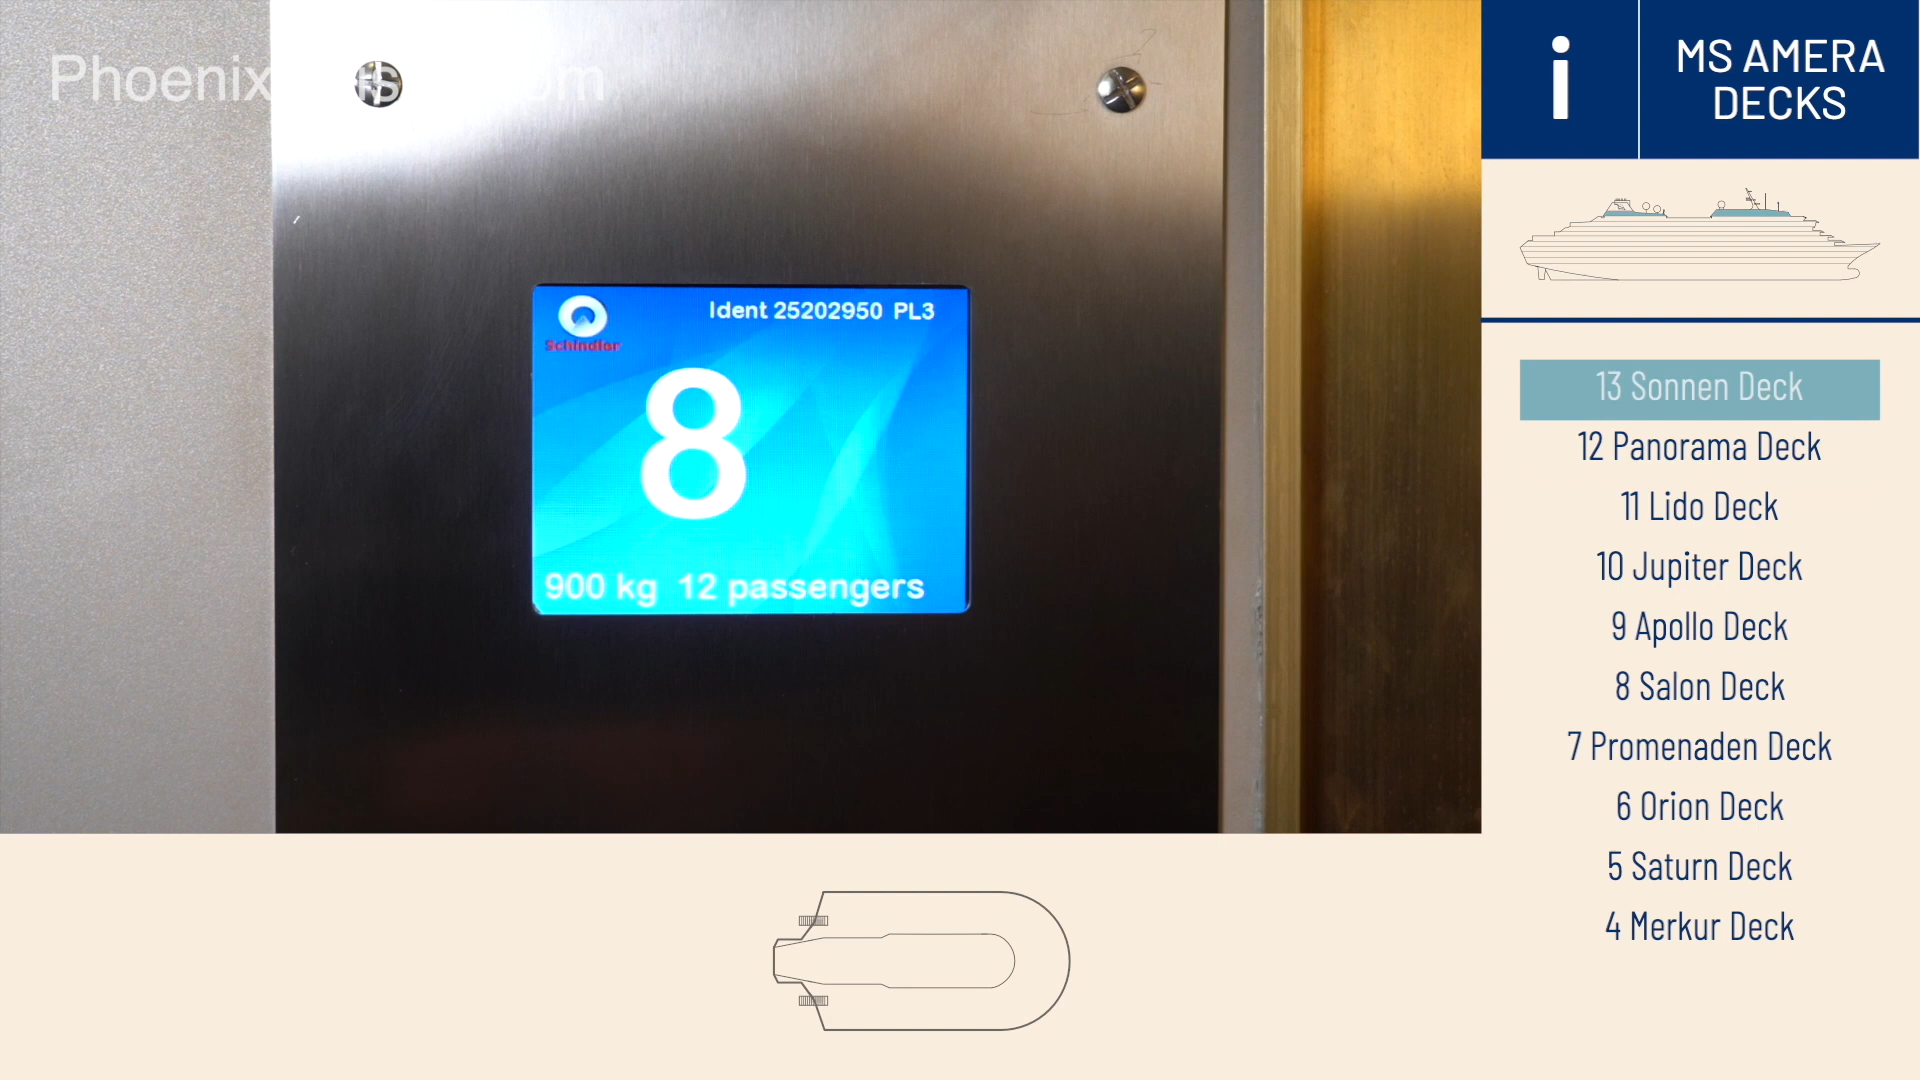 Phoenix
Ident 25202950 PL3
Schindler
8
900 kg 12 passengers
i
MS AMERA
DECKS
13 Sonnen Deck
12 Panorama Deck
11 Lido Deck
10 Jupiter Deck
9 Apollo Deck
8 Salon Deck
7 Promenaden Deck
6 Orion Deck
5 Saturn Deck
4 Merkur Deck